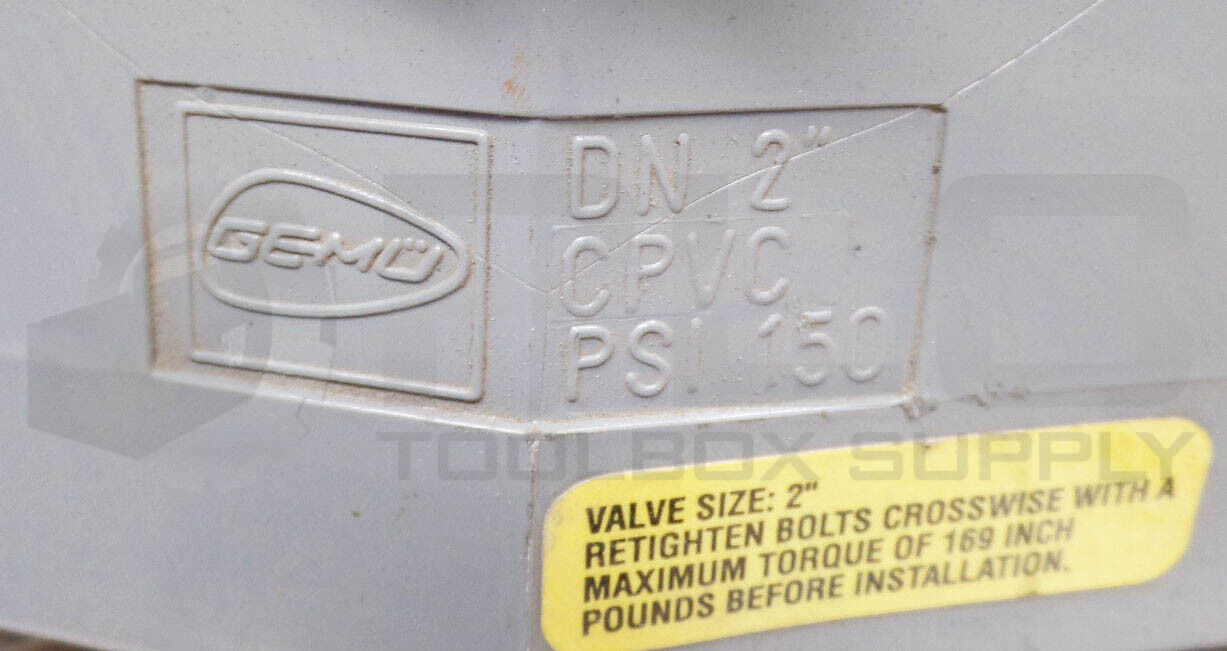 GEMÜ
DN 2"
CPVC
PSI 150
TOOLBOX SUPPLY
VALVE SIZE: 2"
RETIGHTEN BOLTS CROSSWISE WITH A
MAXIMUM TORQUE OF 169 INCH
POUNDS BEFORE INSTALLATION.